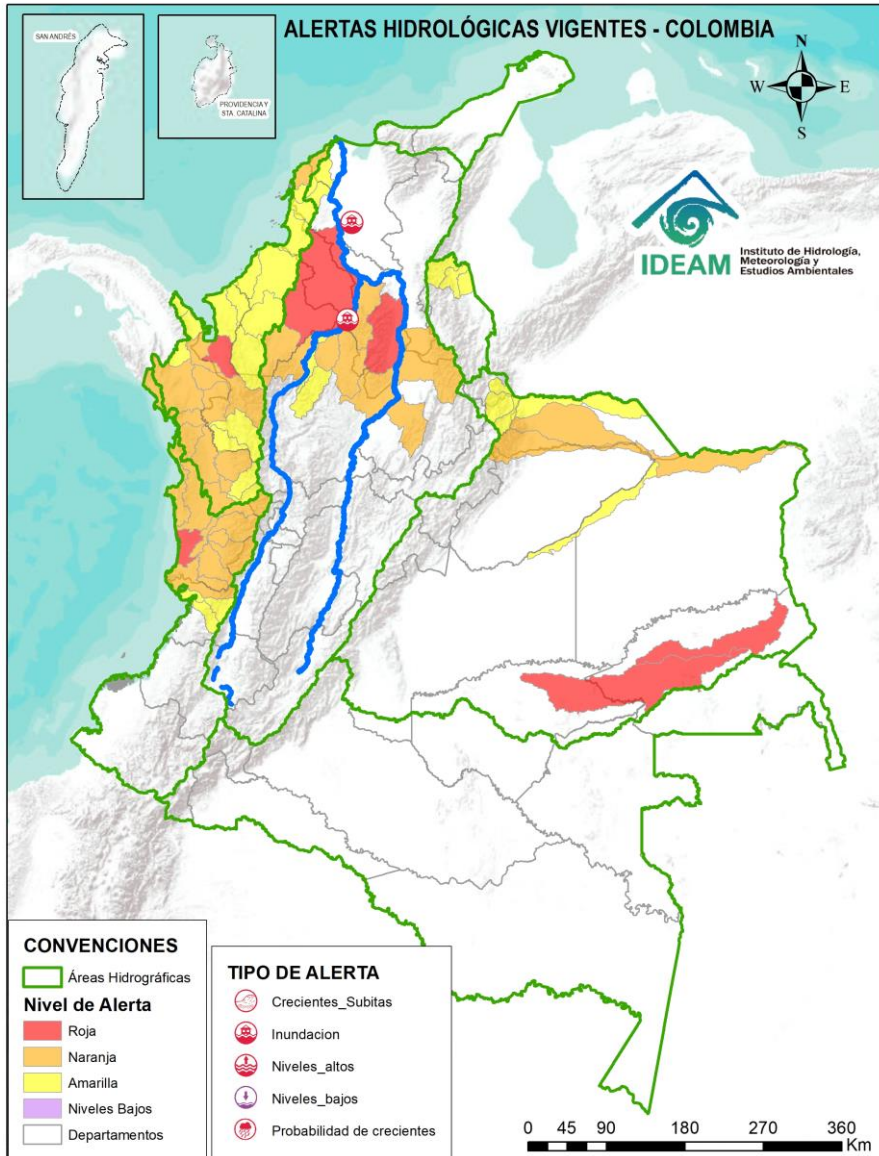 ALERTAS HIDROLÓGICAS VIGENTES - COLOMBIA
SAN ANDRÉS
PROVIDENCIA Y
STA. CATALINA
N
W E
S
IDEAM
Instituto de Hidrología,
Meteorología y
Estudios Ambientales
CONVENCIONES
Áreas Hidrográficas
Nivel de Alerta
Roja
Naranja
Amarilla
Niveles Bajos
Departamentos
TIPO DE ALERTA
Crecientes_Subitas
Inundacion
Niveles_altos
Niveles_bajos
Probabilidad de crecientes
0 45 90 180 270 360
Km